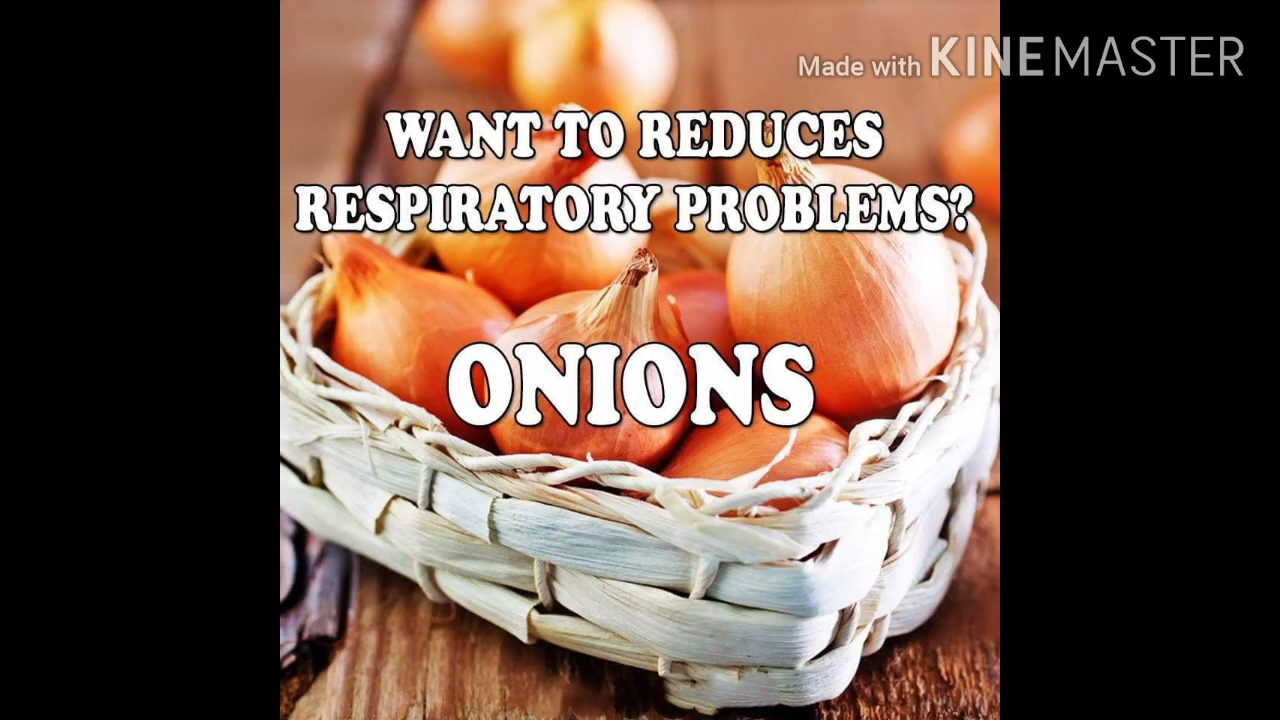 Made with KINEMASTER
WANT TO REDUCES
RESPIRATORY PROBLEMS?
ONIONS